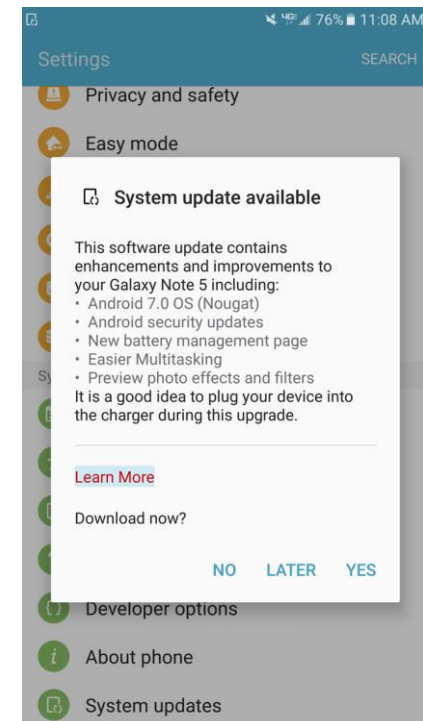 76% 11:08 AM
Settings SEARCH
Privacy and safety
Easy mode
System update available
This software update contains
enhancements and improvements to
your Galaxy Note 5 including:
• Android 7.0 OS (Nougat)
• Android security updates
• New battery management page
• Easier Multitasking
• Preview photo effects and filters
Sy
It is a good idea to plug your device into
the charger during this upgrade.
Learn More
Download now?
NO LATER YES
Developer options
About phone
System updates